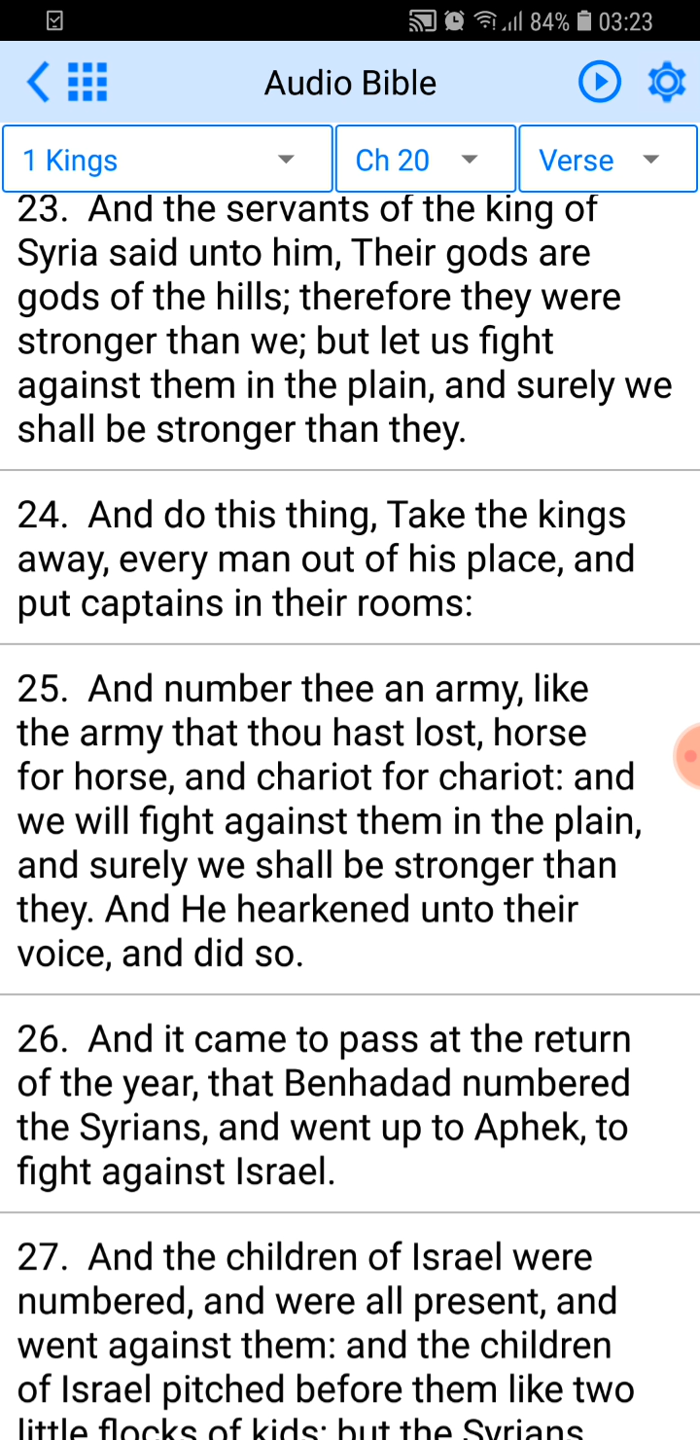 84% 03:23
Audio Bible
1 Kings Ch 20 Verse
23. And the servants of the king of
Syria said unto him, Their gods are
gods of the hills; therefore they were
stronger than we; but let us fight
against them in the plain, and surely we
shall be stronger than they.
24. And do this thing, Take the kings
away, every man out of his place, and
put captains in their rooms:
25. And number thee an army, like
the army that thou hast lost, horse
for horse, and chariot for chariot: and
we will fight against them in the plain,
and surely we shall be stronger than
they. And He hearkened unto their
voice, and did so.
26. And it came to pass at the return
of the year, that Benhadad numbered
the Syrians, and went up to Aphek, to
fight against Israel.
27. And the children of Israel were
numbered, and were all present, and
went against them: and the children
of Israel pitched before them like two
little flocks of kids; but the Syrians